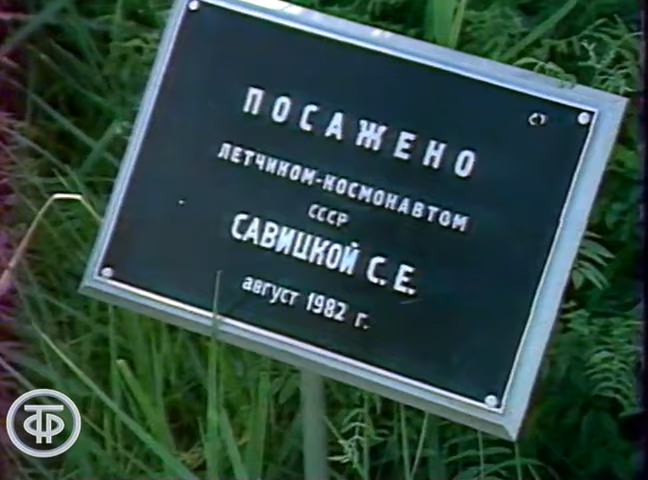 ПОСАЖЕНО
ЛЕТЧИКОМ-КОСМОНАВТОМ
СССР
САВИЦКОЙ С. Е.
август 1982 г.